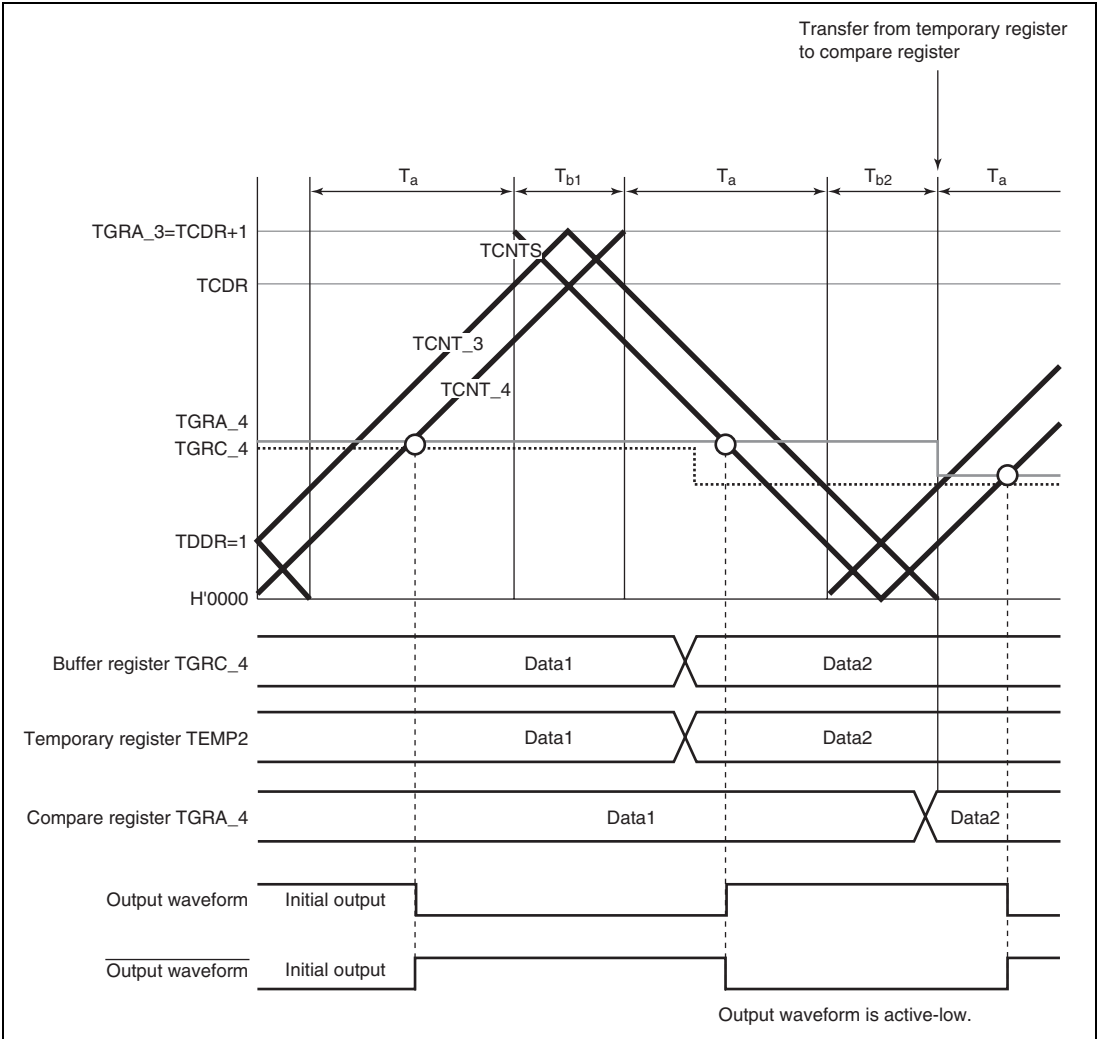 Transfer from temporary register
to compare register
Ta Tb1 Ta Tb2 Ta
TGRA_3=TCDR+1
TCNTS
TCDR
TCNT_3
TCNT_4
TGRA_4
TGRC_4
TDDR=1
H'0000
Buffer register TGRC_4 Data1 Data2
Temporary register TEMP2 Data1 Data2
Compare register TGRA_4 Data1 Data2
Output waveform Initial output
Output waveform Initial output
Output waveform is active-low.